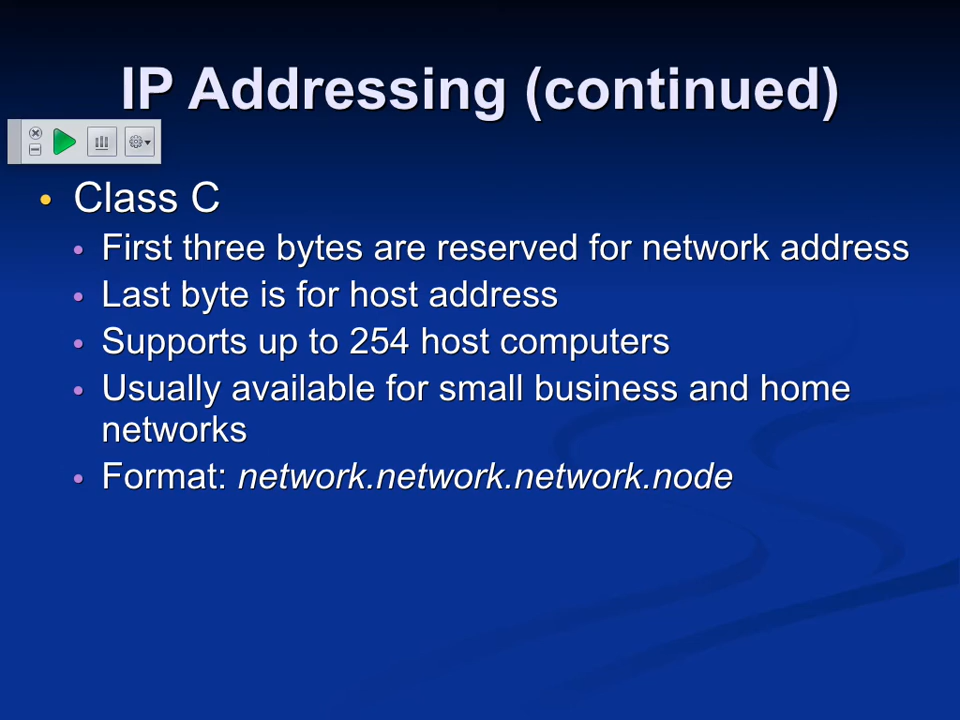 IP Addressing (continued)
• Class C
• First three bytes are reserved for network address
• Last byte is for host address
• Supports up to 254 host computers
• Usually available for small business and home
networks
• Format: network.network.network.node